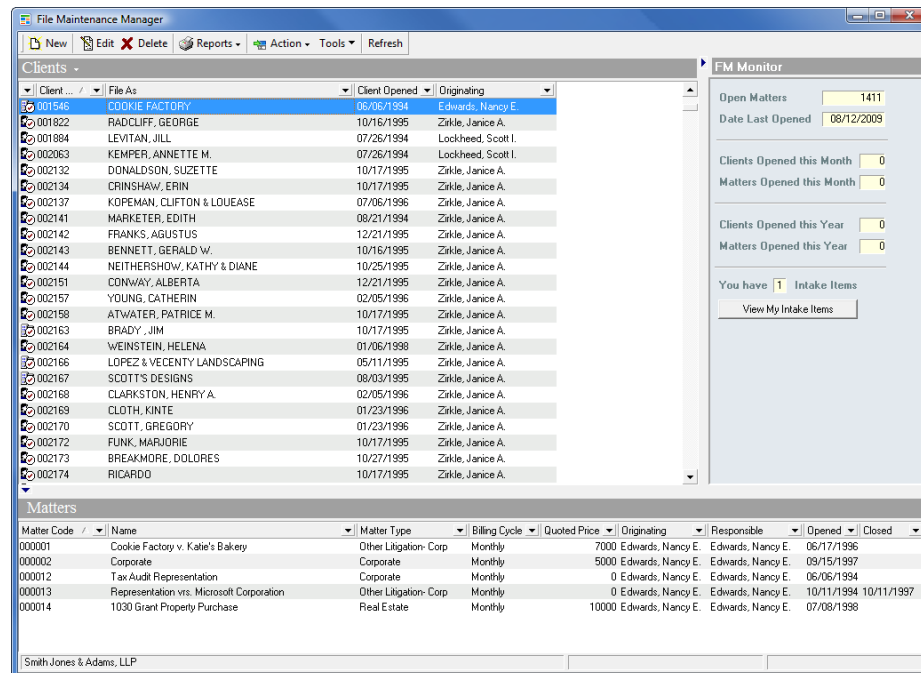 File Maintenance Manager
New Edit Delete Reports Action Tools Refresh
Clients
Client ... File As Client Opened Originating
001546 COOKIE FACTORY 06/06/1994 Edwards, Nancy E.
001822 RADCLIFF, GEORGE 10/16/1995 Zirkle, Janice A.
001884 LEVITAN, JILL 07/26/1994 Lockheed, Scott I.
002063 KEMPER, ANNETTE M. 07/26/1994 Lockheed, Scott I.
002132 DONALDSON, SUZETTE 10/17/1995 Zirkle, Janice A.
002134 CRINSHAW, ERIN 10/17/1995 Zirkle, Janice A.
002137 KOPEMAN, CLIFTON & LOUEASE 07/06/1996 Zirkle, Janice A.
002141 MARKETER, EDITH 08/21/1994 Zirkle, Janice A.
002142 FRANKS, AGUSTUS 12/21/1995 Zirkle, Janice A.
002143 BENNETT, GERALD W. 10/16/1995 Zirkle, Janice A.
002144 NEITHERSHOW, KATHY & DIANE 10/25/1995 Zirkle, Janice A.
002151 CONWAY, ALBERTA 12/21/1995 Zirkle, Janice A.
002157 YOUNG, CATHERIN 02/05/1996 Zirkle, Janice A.
002158 ATWATER, PATRICE M. 10/17/1995 Zirkle, Janice A.
002163 BRADY , JIM 10/17/1995 Zirkle, Janice A.
002164 WEINSTEIN, HELENA 01/06/1998 Zirkle, Janice A.
002166 LOPEZ & VECENTY LANDSCAPING 05/11/1995 Zirkle, Janice A.
002167 SCOTT'S DESIGNS 08/03/1995 Zirkle, Janice A.
002168 CLARKSTON, HENRY A. 02/05/1996 Zirkle, Janice A.
002169 CLOTH, KINTE 01/23/1996 Zirkle, Janice A.
002170 SCOTT, GREGORY 01/23/1996 Zirkle, Janice A.
002172 FUNK, MARJORIE 10/17/1995 Zirkle, Janice A.
002173 BREAKMORE, DOLORES 10/27/1995 Zirkle, Janice A.
002174 RICARDO 10/17/1995 Zirkle, Janice A.
FM Monitor
Open Matters 1411
Date Last Opened 08/12/2009
Clients Opened this Month 0
Matters Opened this Month 0
Clients Opened this Year 0
Matters Opened this Year 0
You have 1 Intake Items
View My Intake Items
Matters
Matter Code Name Matter Type Billing Cycle Quoted Price Originating Responsible Opened Closed
000001 Cookie Factory v. Katie's Bakery Other Litigation- Corp Monthly 7000 Edwards, Nancy E. Edwards, Nancy E. 06/17/1996
000002 Corporate Corporate Monthly 5000 Edwards, Nancy E. Edwards, Nancy E. 09/15/1997
000012 Tax Audit Representation Corporate Monthly 0 Edwards, Nancy E. Edwards, Nancy E. 06/06/1994
000013 Representation vrs. Microsoft Corporation Other Litigation- Corp Monthly 0 Edwards, Nancy E. Edwards, Nancy E. 10/11/1994 10/11/1997
000014 1030 Grant Property Purchase Real Estate Monthly 10000 Edwards, Nancy E. Edwards, Nancy E. 07/08/1998
Smith Jones & Adams, LLP